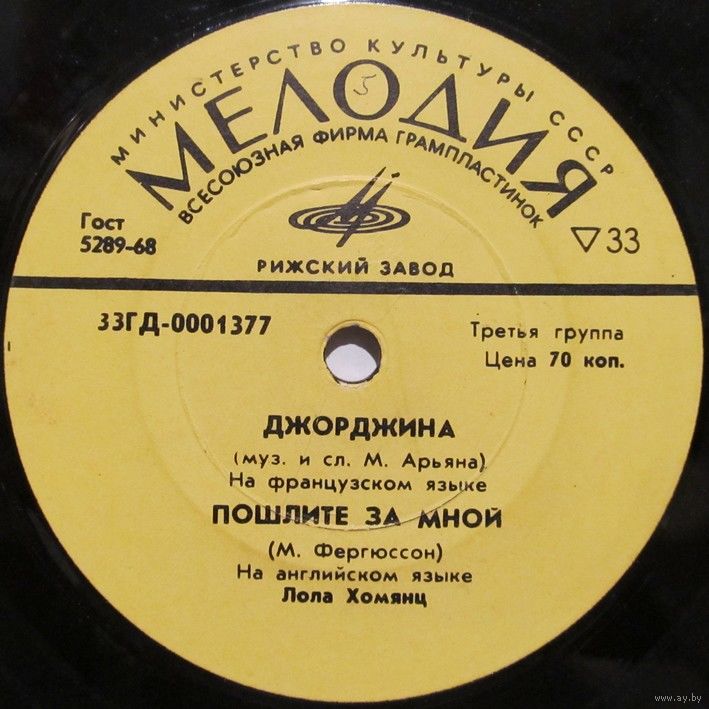 МИНИСТЕРСТВО КУЛЬТУРЫ СССР
МЕЛОДИЯ
5
ВСЕСОЮЗНАЯ ФИРМА ГРАМПЛАСТИНОК
Гост
5289-68
▽33
РИЖСКИЙ ЗАВОД
33ГД-0001377
Третья группа
Цена 70 коп.
ДЖОРДЖИНА
(муз. и сл. М. Арьяна)
На французском языке
ПОШЛИТЕ ЗА МНОЙ
(М. Фергюссон)
На английском языке
Лола Хомянц
www.ay.by